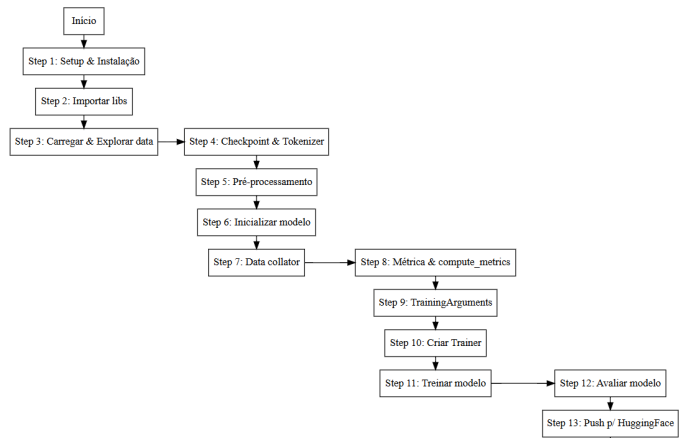 Início
Step 1: Setup & Instalação
Step 2: Importar libs
Step 3: Carregar & Explorar data
Step 4: Checkpoint & Tokenizer
Step 5: Pré-processamento
Step 6: Inicializar modelo
Step 7: Data collator
Step 8: Métrica & compute_metrics
Step 9: TrainingArguments
Step 10: Criar Trainer
Step 11: Treinar modelo
Step 12: Avaliar modelo
Step 13: Push p/ HuggingFace